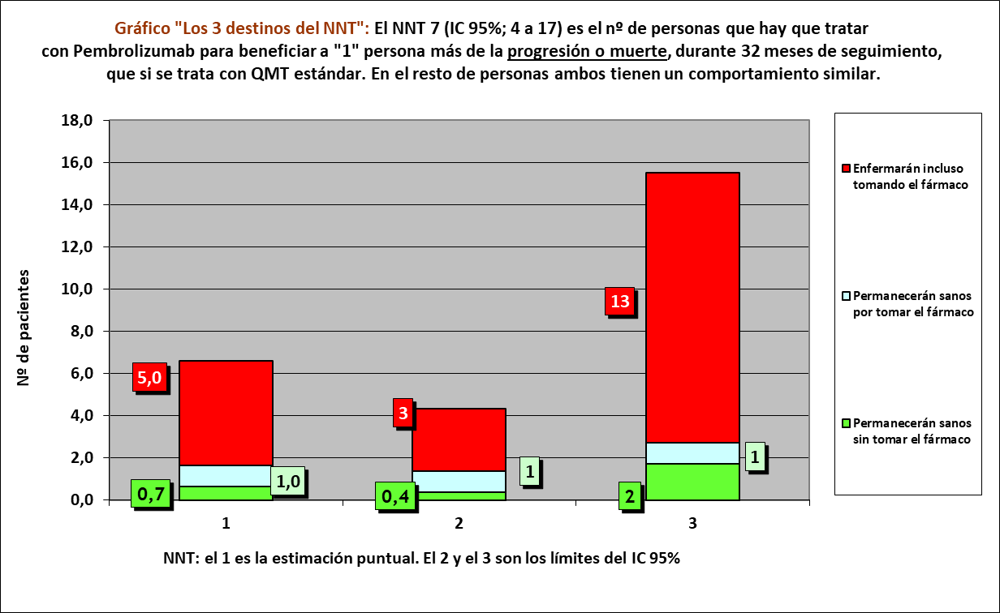 Gráfico "Los 3 destinos del NNT": El NNT 7 (IC 95%; 4 a 17) es el nº de personas que hay que tratar
con Pembrolizumab para beneficiar a "1" persona más de la progresión o muerte, durante 32 meses de seguimiento,
que si se trata con QMT estándar. En el resto de personas ambos tienen un comportamiento similar.
18,0
16,0
14,0
12,0
10,0
8,0
6,0
4,0
2,0
0,0
Nº de pacientes
5,0
0,7
1,0
3
0,4
1
13
2
1
1
2
3
NNT: el 1 es la estimación puntual. El 2 y el 3 son los límites del IC 95%
Enfermarán incluso
tomando el fármaco
Permanecerán sanos
por tomar el fármaco
Permanecerán sanos
sin tomar el fármaco